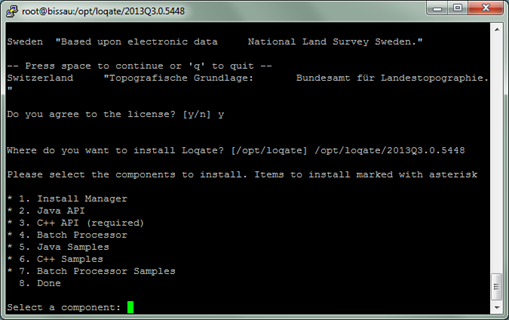 root@bissau:/opt/loqate/2013Q3.0.5448
Sweden  "Based upon electronic data     National Land Survey Sweden."
-- Press space to continue or 'q' to quit --
Switzerland     "Topografische Grundlage:       Bundesamt für Landestopographie.
"
Do you agree to the license? [y/n] y
Where do you want to install Loqate? [/opt/loqate] /opt/loqate/2013Q3.0.5448
Please select the components to install. Items to install marked with asterisk
* 1. Install Manager
* 2. Java API
* 3. C++ API (required)
* 4. Batch Processor
* 5. Java Samples
* 6. C++ Samples
* 7. Batch Processor Samples
  8. Done
Select a component: